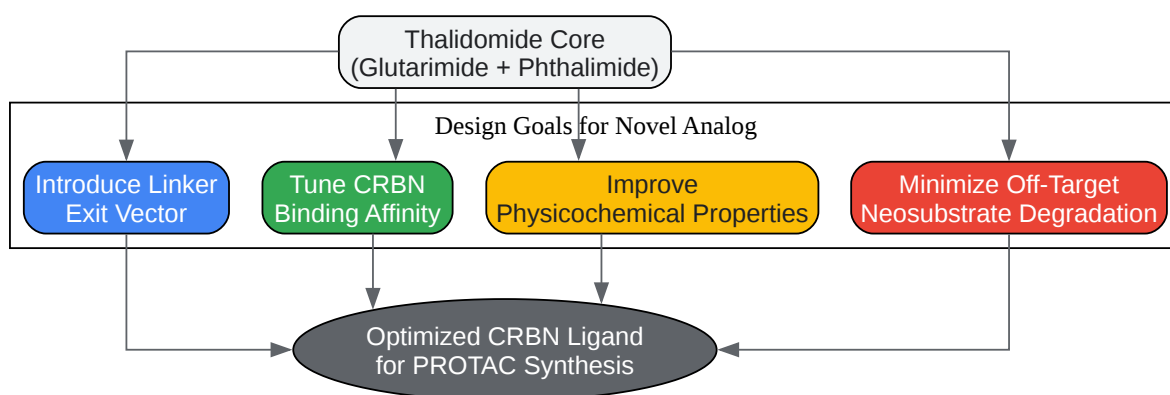 Thalidomide Core
(Glutarimide + Phthalimide)
Design Goals for Novel Analog
Introduce Linker
Exit Vector
Tune CRBN
Binding Affinity
Improve
Physicochemical Properties
Minimize Off-Target
Neosubstrate Degradation
Optimized CRBN Ligand
for PROTAC Synthesis